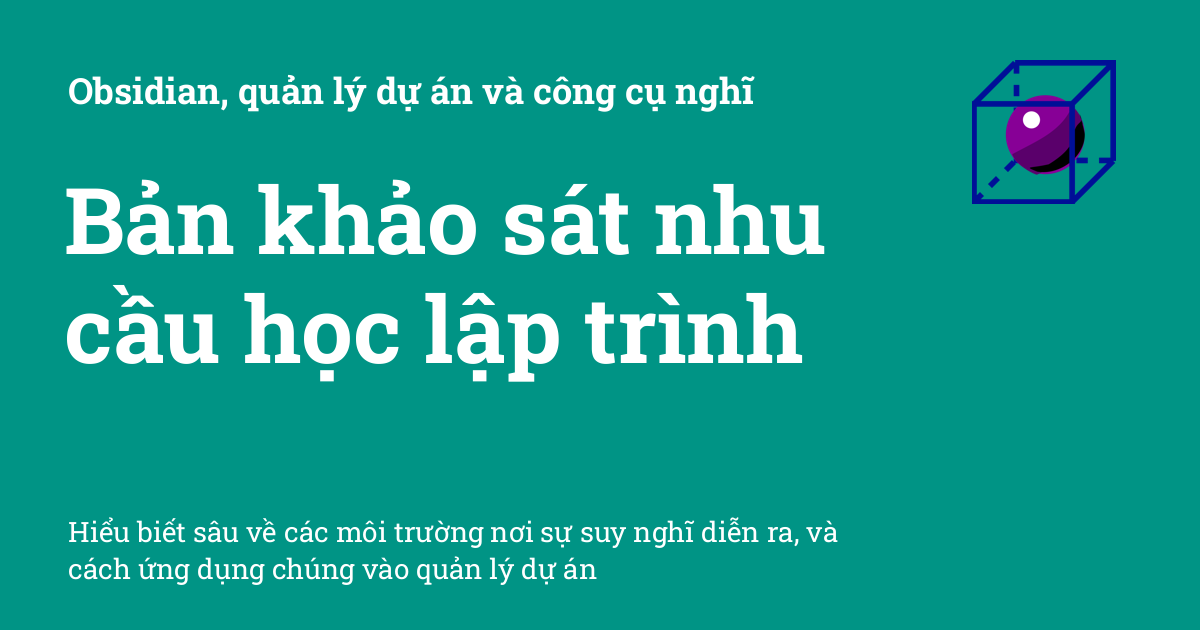 Obsidian, quản lý dự án và công cụ nghĩ
Bản khảo sát nhu
cầu học lập trình
Hiểu biết sâu về các môi trường nơi sự suy nghĩ diễn ra, và
cách ứng dụng chúng vào quản lý dự án